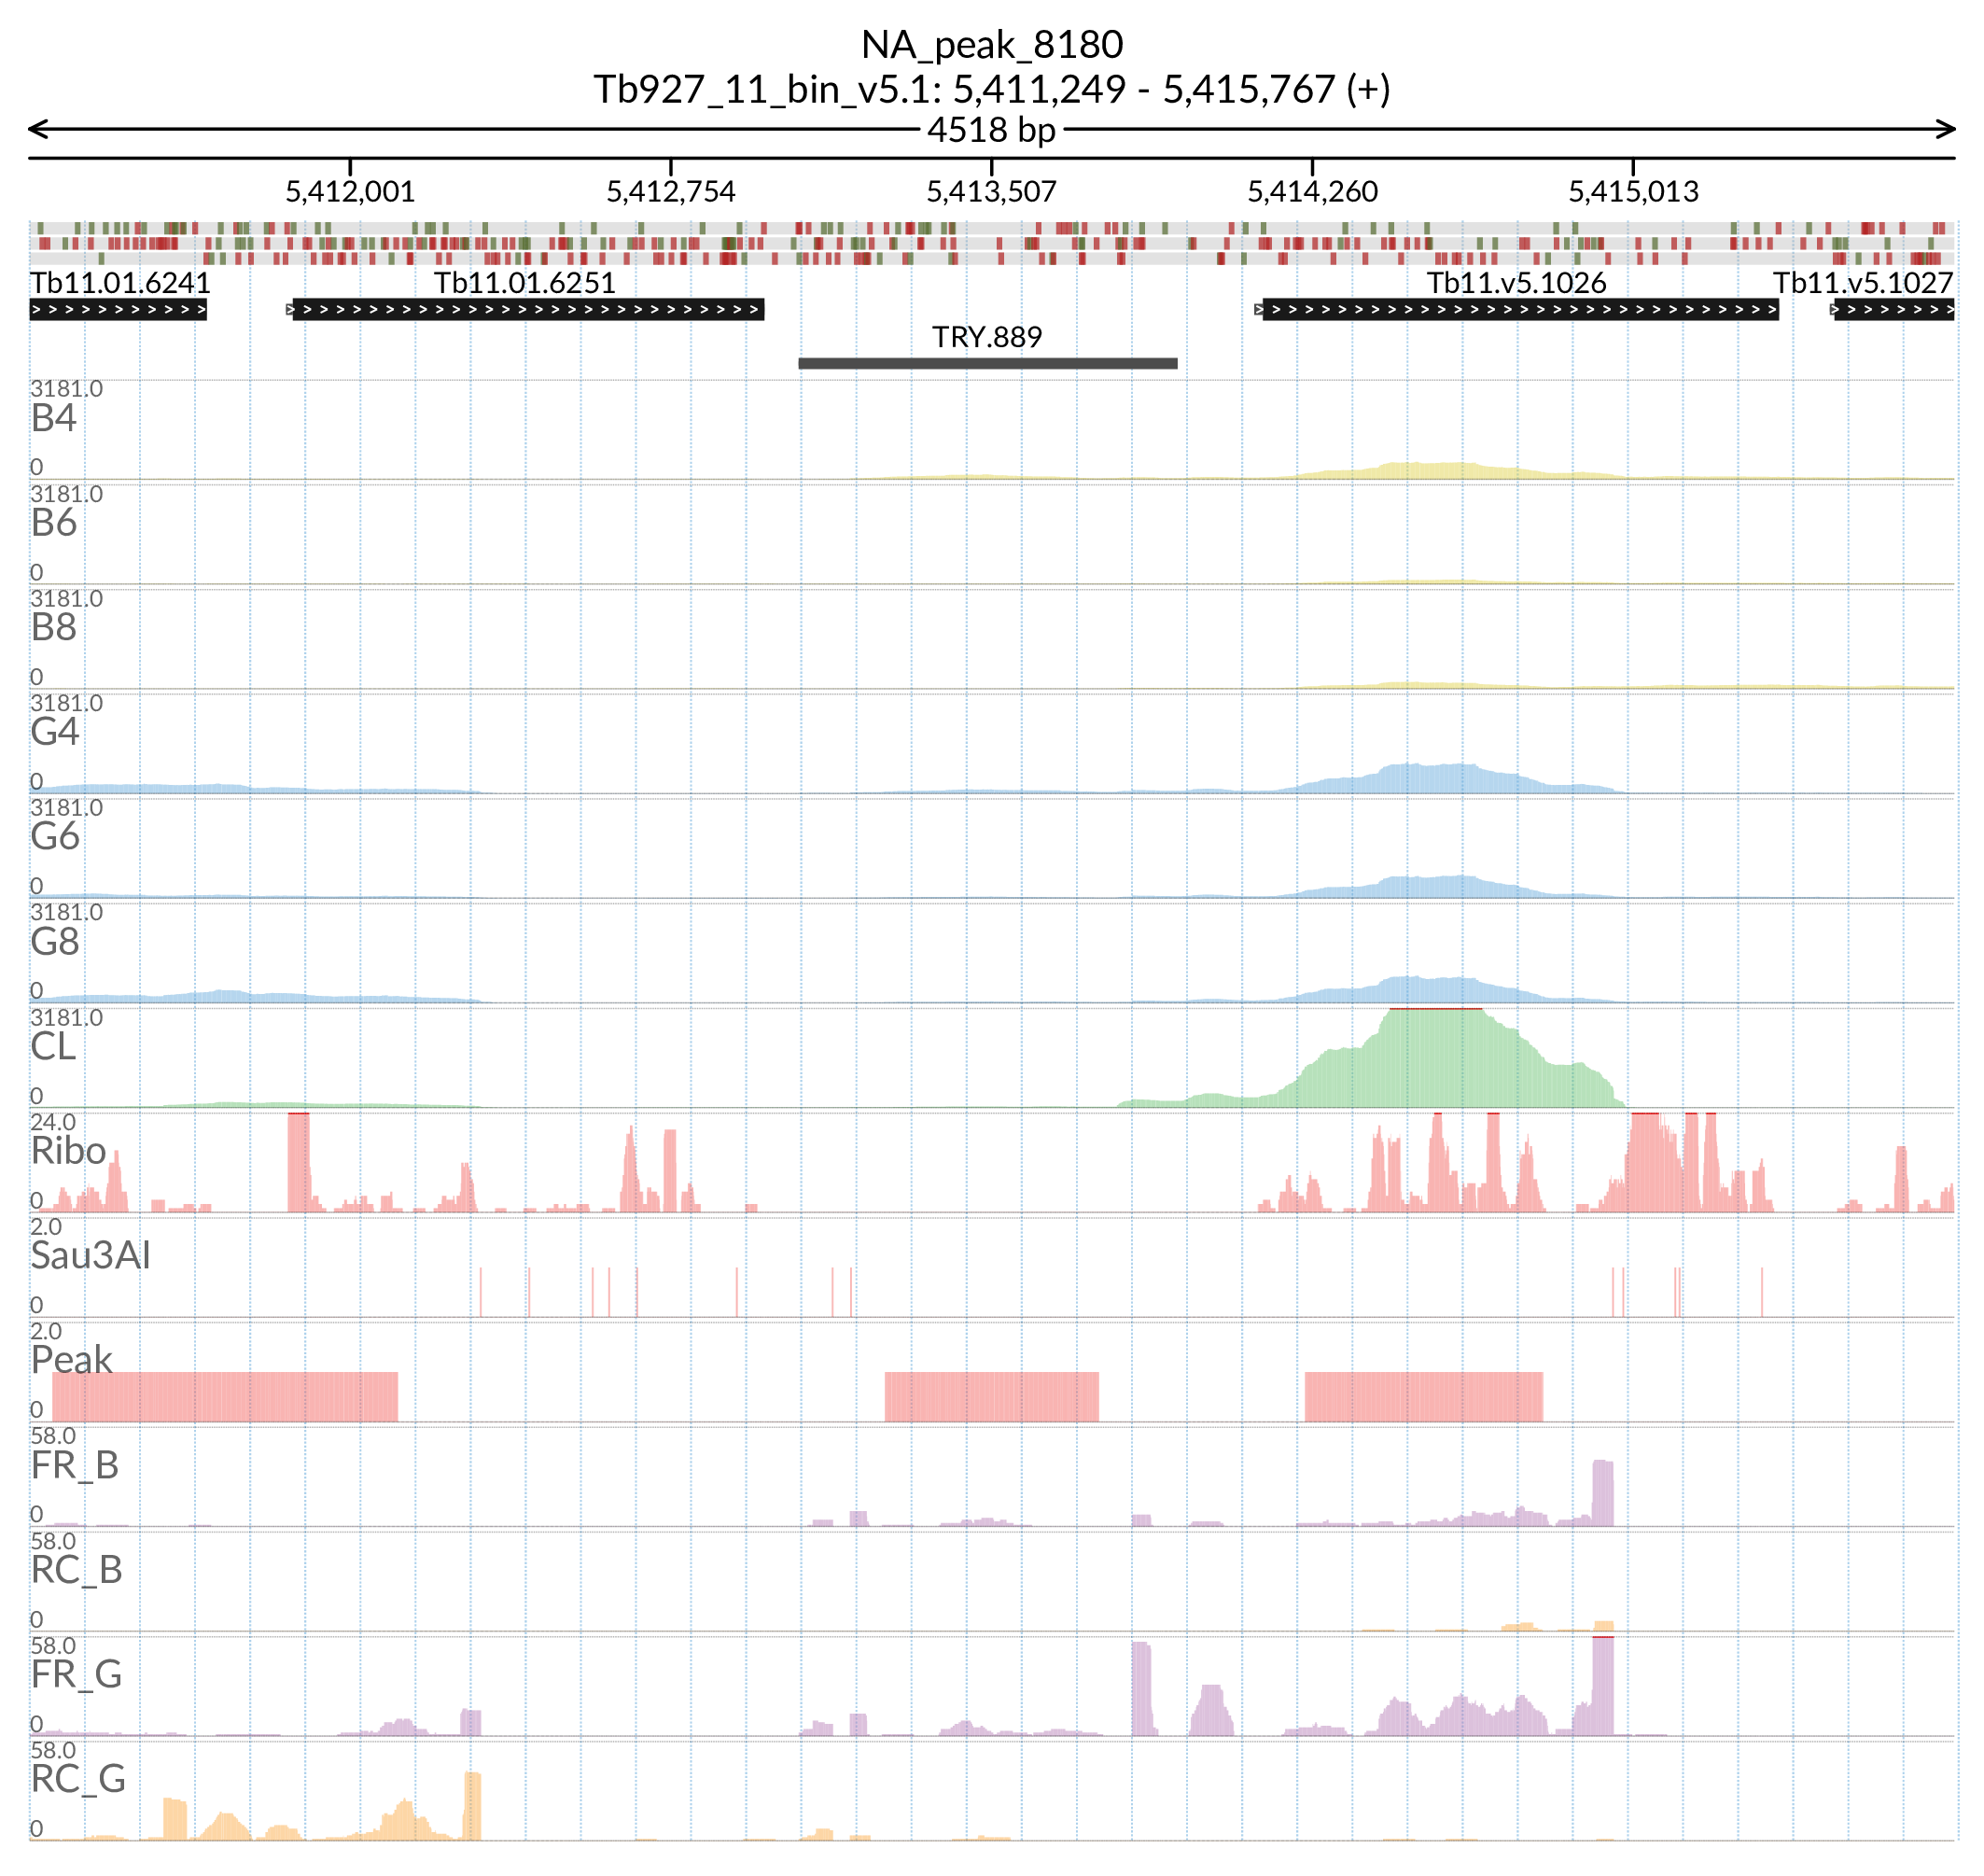 NA_peak_8180
Tb927_11_bin_v5.1: 5,411,249 - 5,415,767 (+)
4518 bp
5,412,001 5,412,754 5,413,507 5,414,260 5,415,013
Tb11.01.6241 Tb11.01.6251 Tb11.v5.1026 Tb11.v5.1027
TRY.889
3181.0
B4
0
3181.0
B6
0
3181.0
B8
0
3181.0
G4
0
3181.0
G6
0
3181.0
G8
0
3181.0
CL
0
24.0
Ribo
0
2.0
Sau3AI
0
2.0
Peak
0
58.0
FR_B
0
58.0
RC_B
0
58.0
FR_G
0
58.0
RC_G
0